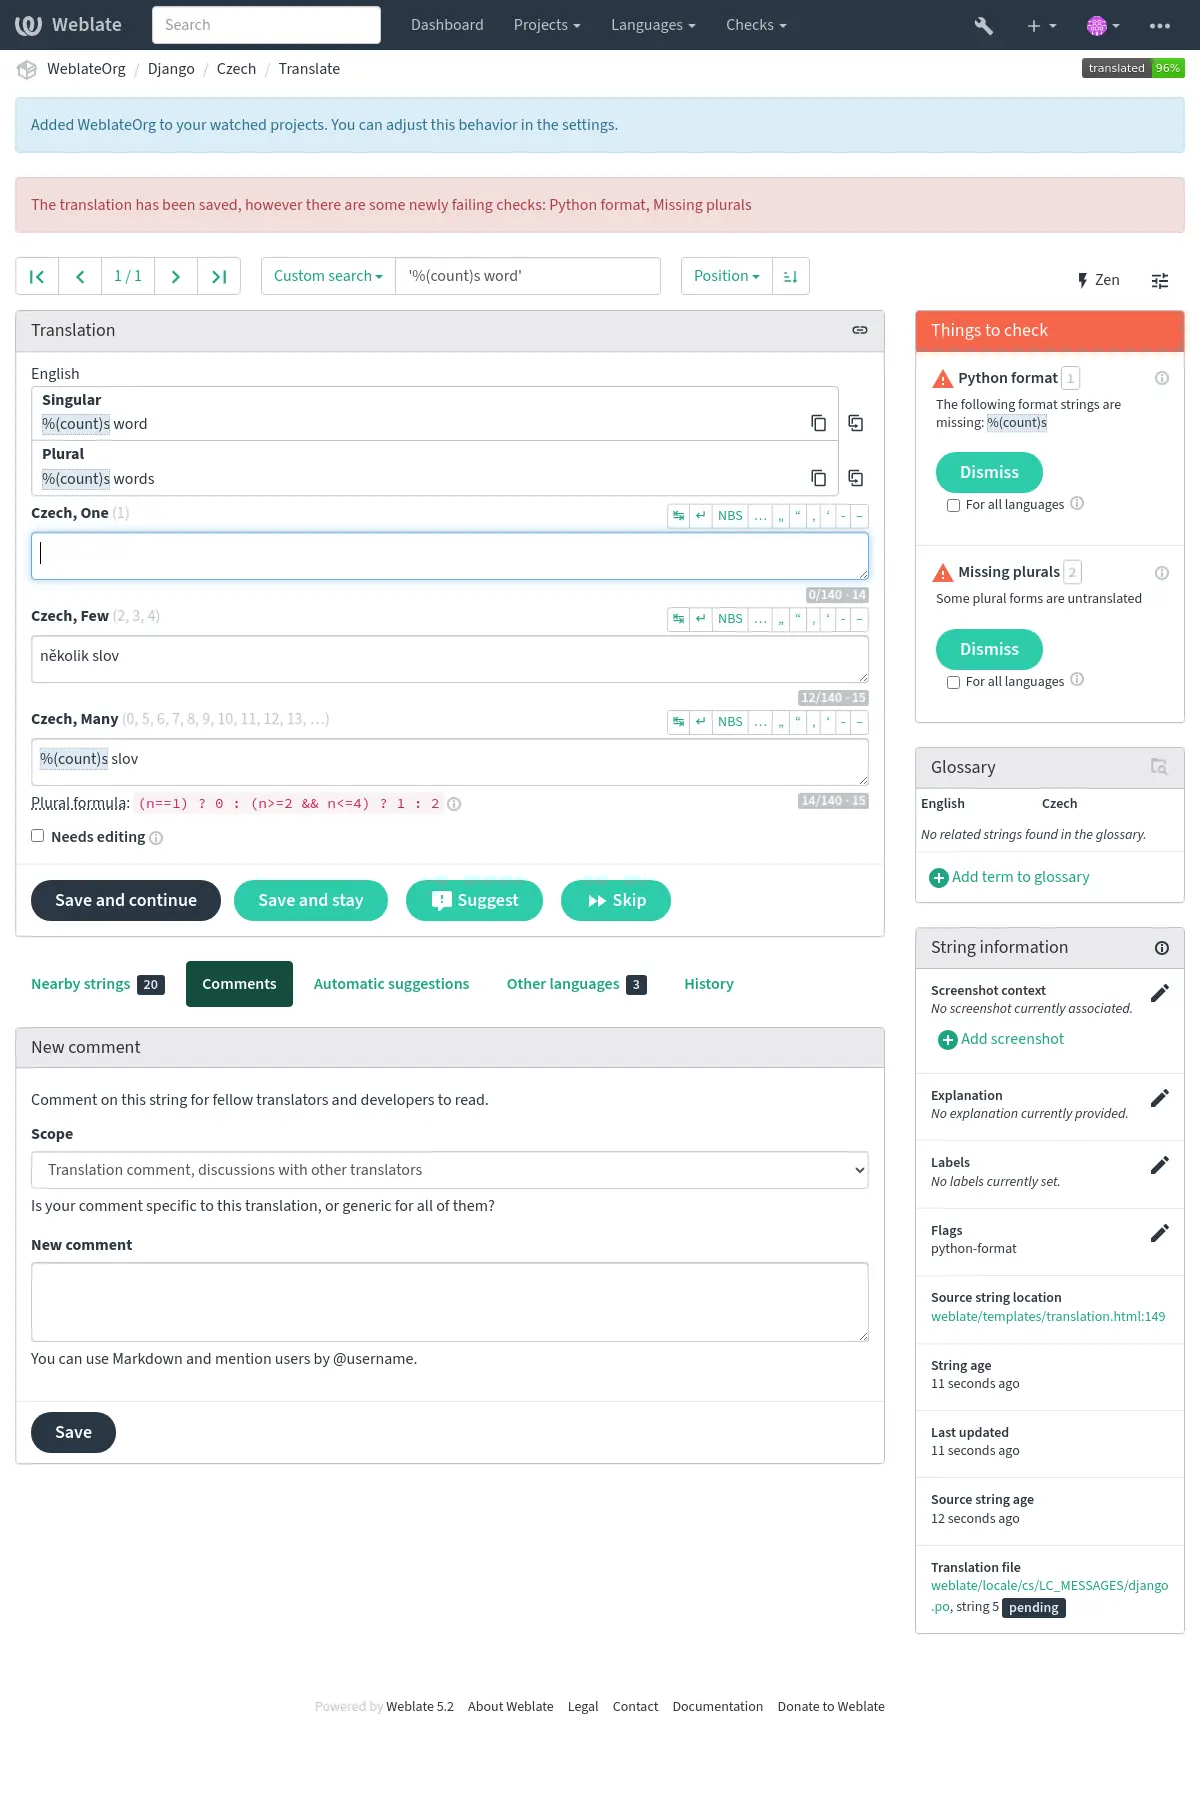 Weblate
Search
Dashboard
Projects
Languages
Checks
WeblateOrg / Django / Czech / Translate
translated 96%
Added WeblateOrg to your watched projects. You can adjust this behavior in the settings.
The translation has been saved, however there are some newly failing checks: Python format, Missing plurals
1 / 1
Custom search
'%(count)s word'
Position
Zen
Translation
English
Singular
%(count)s word
Plural
%(count)s words
Czech, One (1)
↹ ↵ NBS … „ “ ‚ ‘ - –
0/140 · 14
Czech, Few (2, 3, 4)
↹ ↵ NBS … „ “ ‚ ‘ - –
několik slov
12/140 · 15
Czech, Many (0, 5, 6, 7, 8, 9, 10, 11, 12, 13, …)
↹ ↵ NBS … „ “ ‚ ‘ - –
%(count)s slov
14/140 · 15
Plural formula: (n==1) ? 0 : (n>=2 && n<=4) ? 1 : 2
Needs editing
Save and continue
Save and stay
Suggest
Skip
Nearby strings 20
Comments
Automatic suggestions
Other languages 3
History
New comment
Comment on this string for fellow translators and developers to read.
Scope
Translation comment, discussions with other translators
Is your comment specific to this translation, or generic for all of them?
New comment
You can use Markdown and mention users by @username.
Save
Things to check
Python format 1
The following format strings are
missing: %(count)s
Dismiss
For all languages
Missing plurals 2
Some plural forms are untranslated
Dismiss
For all languages
Glossary
English Czech
No related strings found in the glossary.
Add term to glossary
String information
Screenshot context
No screenshot currently associated.
Add screenshot
Explanation
No explanation currently provided.
Labels
No labels currently set.
Flags
python-format
Source string location
weblate/templates/translation.html:149
String age
11 seconds ago
Last updated
11 seconds ago
Source string age
12 seconds ago
Translation file
weblate/locale/cs/LC_MESSAGES/django
.po, string 5 pending
Powered by Weblate 5.2 About Weblate Legal Contact Documentation Donate to Weblate